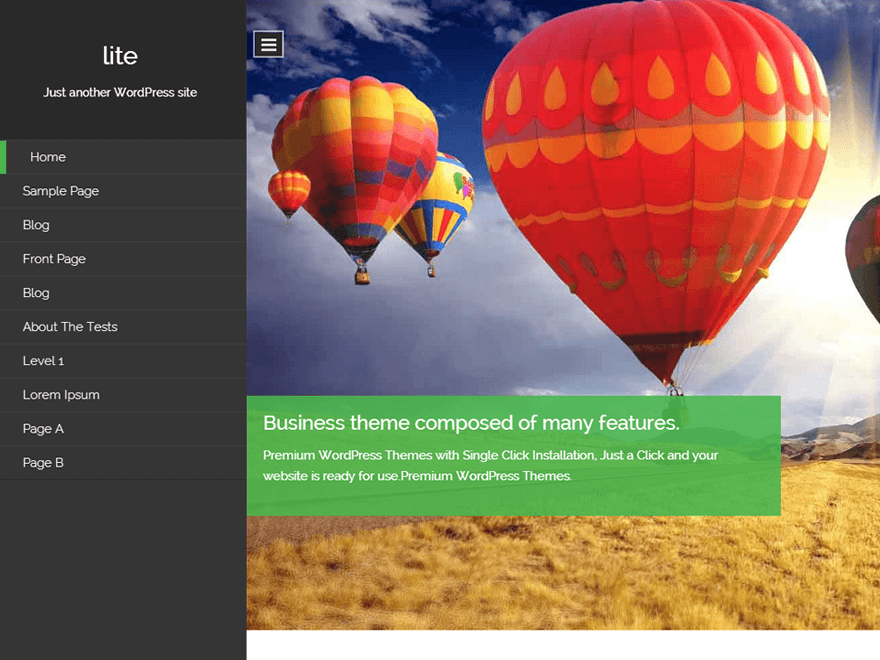 lite
Just another WordPress site
Home
Sample Page
Blog
Front Page
Blog
About The Tests
Level 1
Lorem Ipsum
Page A
Page B
Business theme composed of many features.
Premium WordPress Themes with Single Click Installation, Just a Click and your
website is ready for use.Premium WordPress Themes.